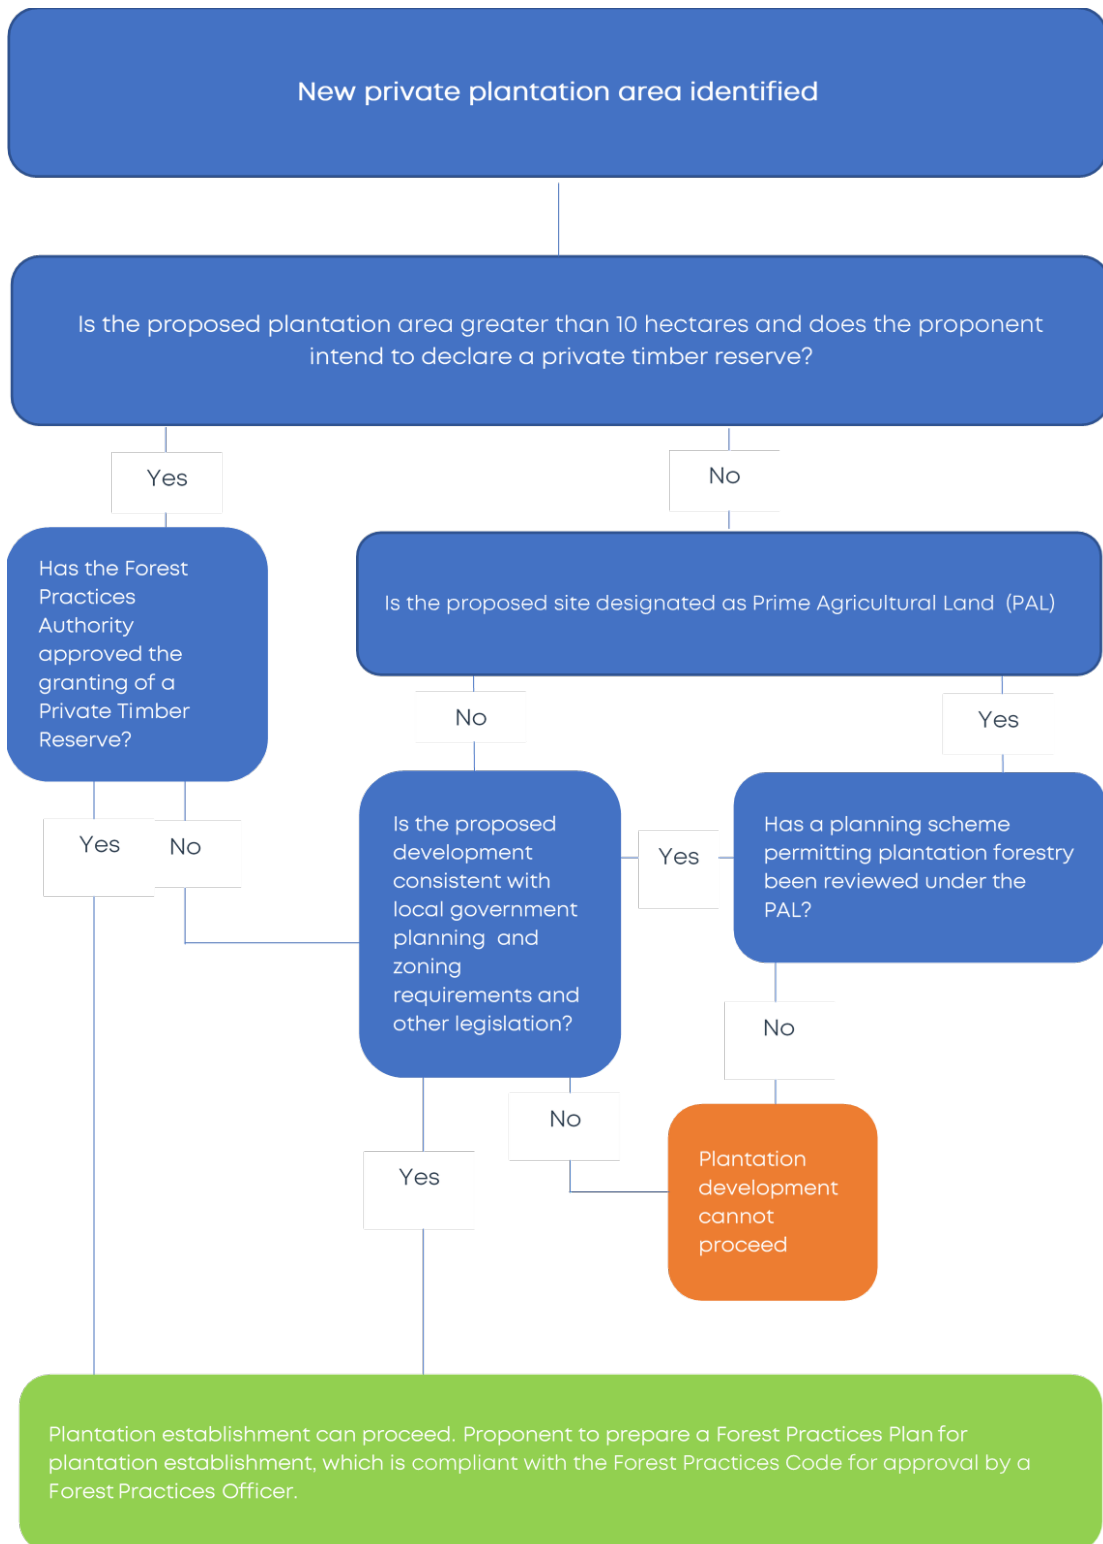 New private plantation area identified
Is the proposed plantation area greater than 10 hectares and does the proponent
intend to declare a private timber reserve?
Yes
No
Has the Forest
Practices
Authority
approved the
granting of a
Private Timber
Reserve?
Is the proposed site designated as Prime Agricultural Land (PAL)
No
Yes
Yes
No
Is the proposed
development
consistent with
local government
planning and
zoning
requirements and
other legislation?
Yes
Has a planning scheme
permitting plantation forestry
been reviewed under the
PAL?
No
No
Yes
Plantation
development
cannot
proceed
Plantation establishment can proceed. Proponent to prepare a Forest Practices Plan for
plantation establishment, which is compliant with the Forest Practices Code for approval by a
Forest Practices Officer.